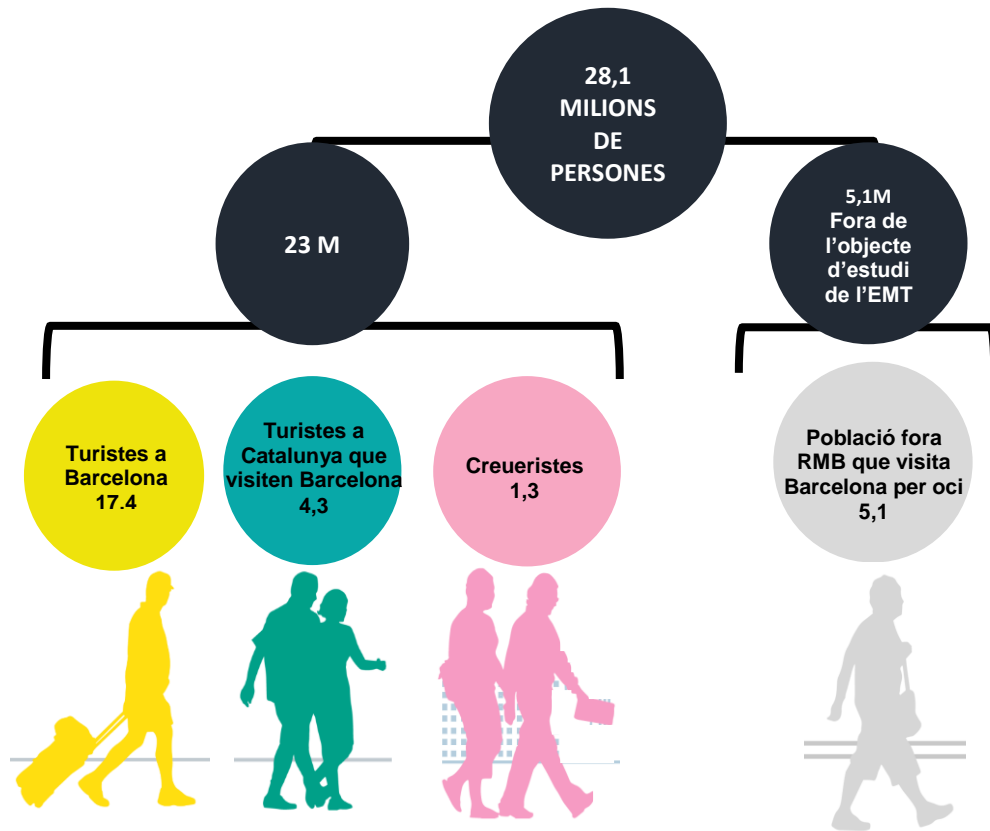 28,1
MILIONS
DE
PERSONES
23 M
5,1M
Fora de
l’objecte
d’estudi
de l’EMT
Turistes a
Barcelona
17.4
Turistes a
Catalunya que
visiten Barcelona
4,3
Creueristes
1,3
Població fora
RMB que visita
Barcelona per oci
5,1